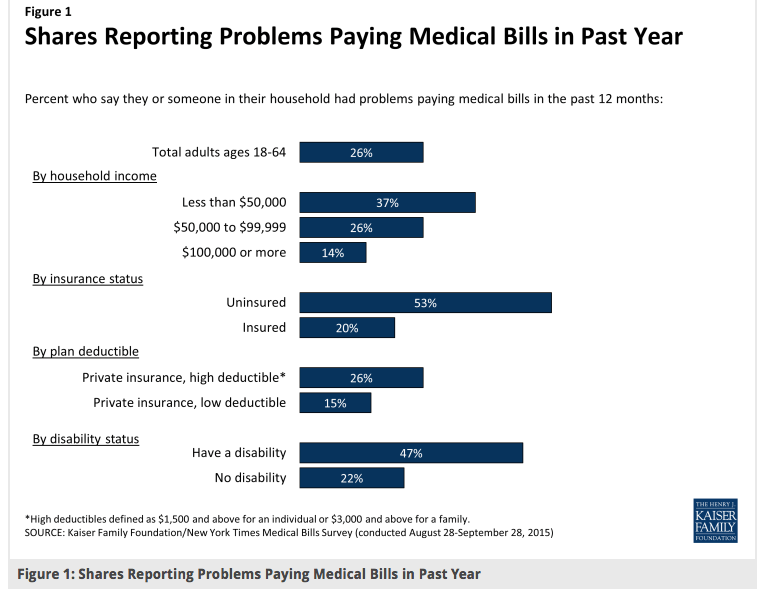 Figure 1
Shares Reporting Problems Paying Medical Bills in Past Year
Percent who say they or someone in their household had problems paying medical bills in the past 12 months:
Total adults ages 18-64 26%
By household income
Less than $50,000 37%
$50,000 to $99,999 26%
$100,000 or more 14%
By insurance status
Uninsured 53%
Insured 20%
By plan deductible
Private insurance, high deductible* 26%
Private insurance, low deductible 15%
By disability status
Have a disability 47%
No disability 22%
*High deductibles defined as $1,500 and above for an individual or $3,000 and above for a family.
SOURCE: Kaiser Family Foundation/New York Times Medical Bills Survey (conducted August 28-September 28, 2015)
THE HENRY J.
KAISER
FAMILY
FOUNDATION
Figure 1: Shares Reporting Problems Paying Medical Bills in Past Year